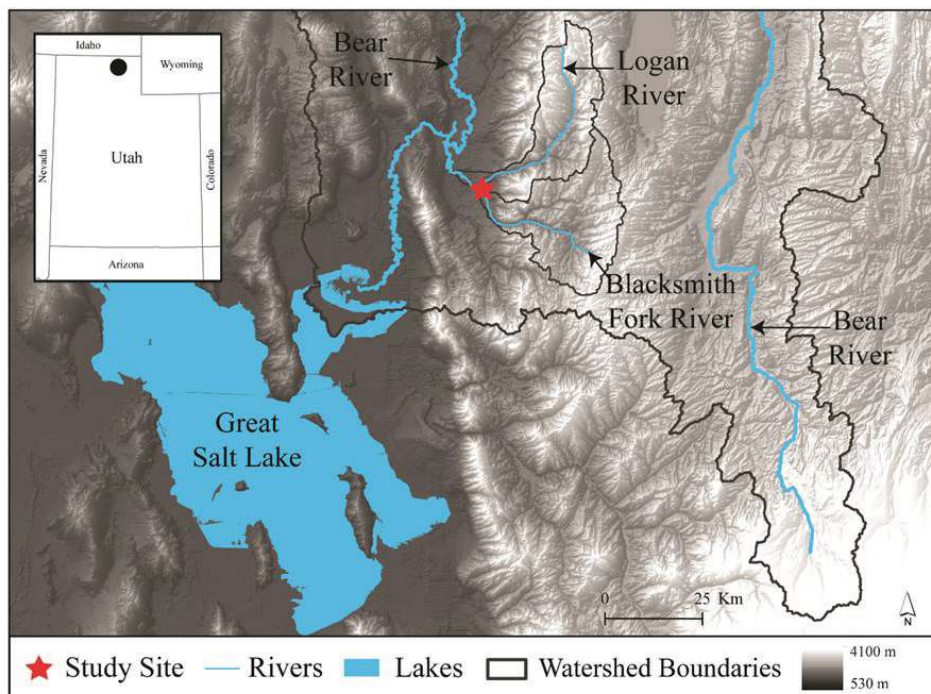 Idaho
Wyoming
Nevada
Utah
Colorado
Arizona
Bear
River
Logan
River
Blacksmith
Fork River
Bear
River
Great
Salt Lake
0 25 Km
N
Study Site Rivers Lakes Watershed Boundaries
4100 m
530 m